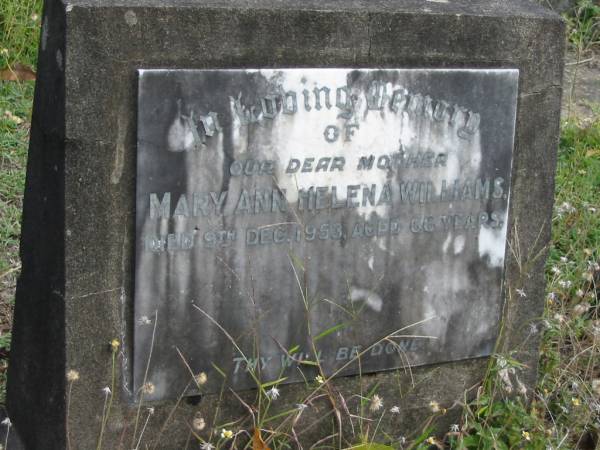 In Loving Memory
OF
OUR DEAR MOTHER
MARY ANN HELENA WILLIAMS,
DIED 9TH DEC. 1953, AGED 66 YEARS.
THY WILL BE DONE.